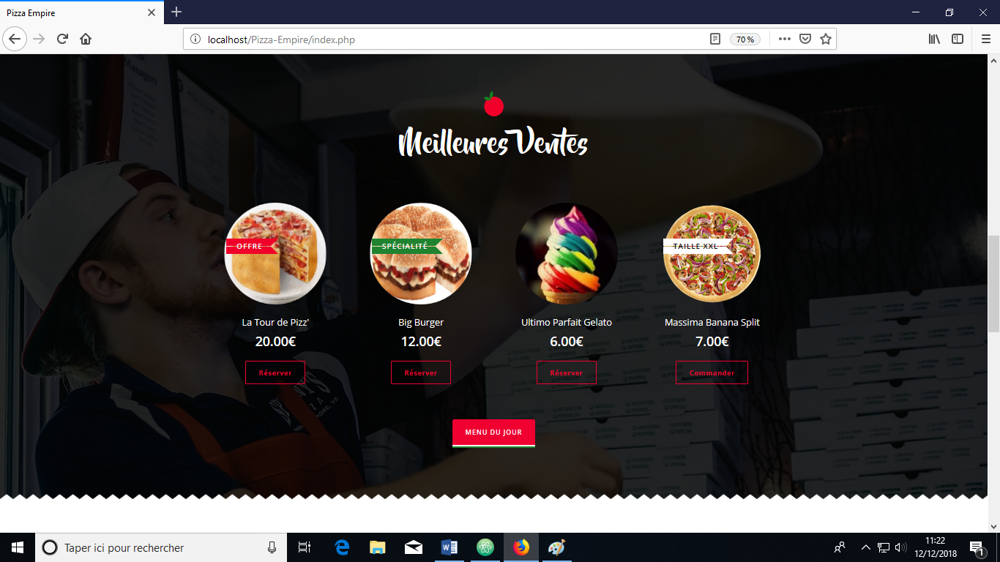 Pizza Empire
localhost/Pizza-Empire/index.php
70 %
Managers
Meilleures Ventes
OFFRE
SPÉCIALITÉ
TAILLE XXL
La Tour de Pizz'
Big Burger
Ultimo Parfait Gelato
Massima Banana Split
20.00€
12.00€
6.00€
7.00€
Réserver
Réserver
Réserver
Commander
MENU DU JOUR
Taper ici pour rechercher
11:22
12/12/2018
1